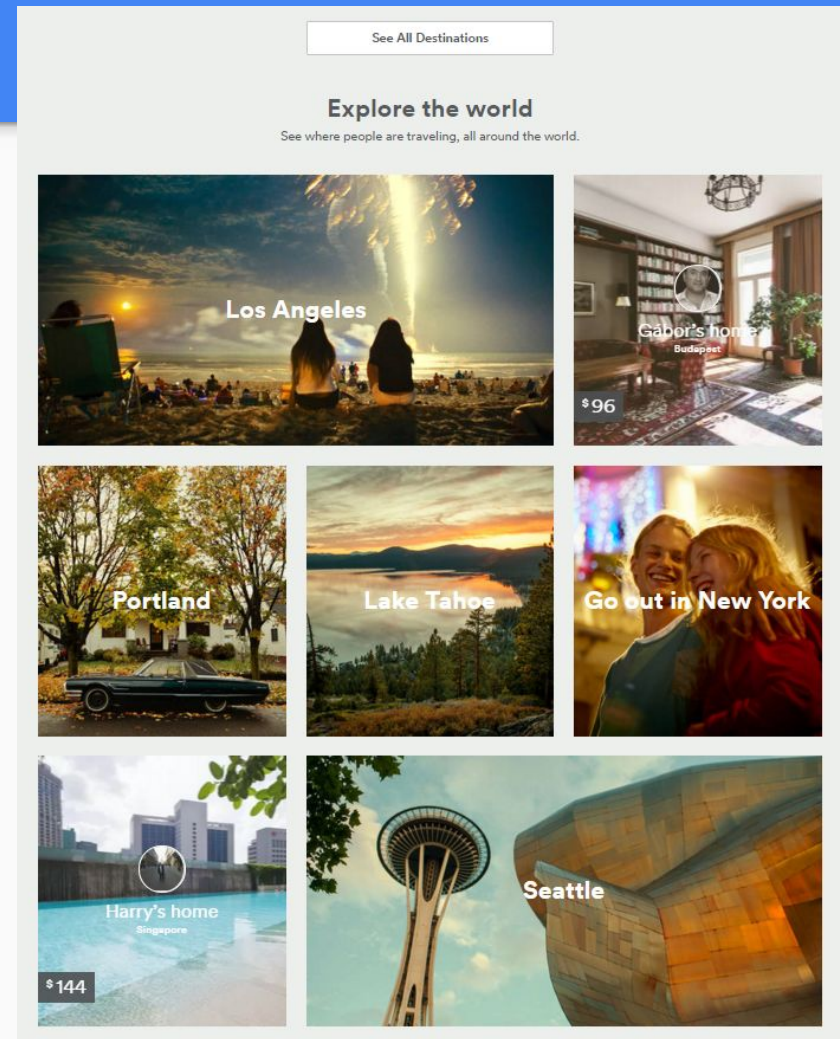 See All Destinations
Explore the world
See where people are traveling, all around the world.
Los Angeles
Gábor's home
Budapest
$96
Portland
Lake Tahoe
Go out in New York
Harry's home
Singapore
$144
Seattle